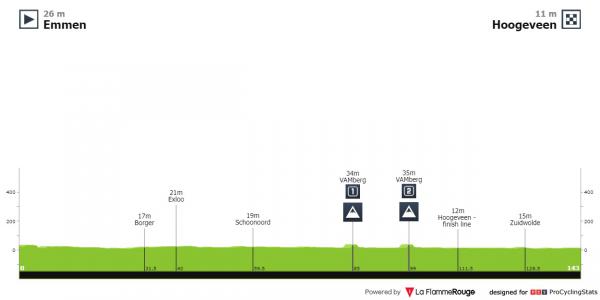 26 m
Emmen
11 m
Hoogeveen
34m
VAMberg
1
35m
VAMberg
2
21m
Exloo
17m
Borger
19m
Schoonoord
12m
Hoogeveen -
finish line
15m
Zuidwolde
400 400
200 200
0 0
0 31.5 40 59.5 85 99 111.5 128.5 143
Powered by La FlammeRouge designed for PCS ProCyclingStats